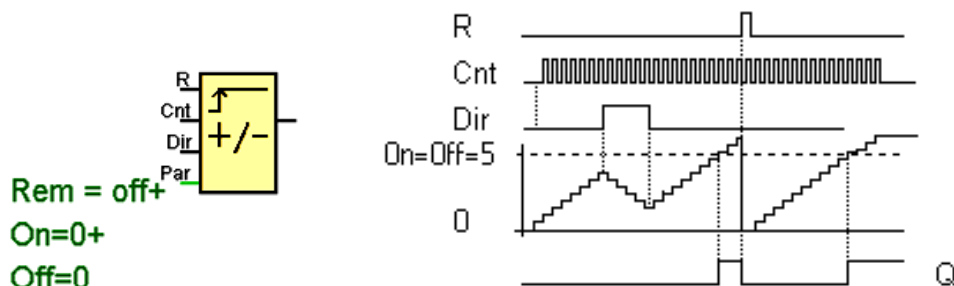 R
Cnt
Dir
Par
+/-
Rem = off+
On=0+
Off=0
R
Cnt
Dir
On=Off=5
0
Q